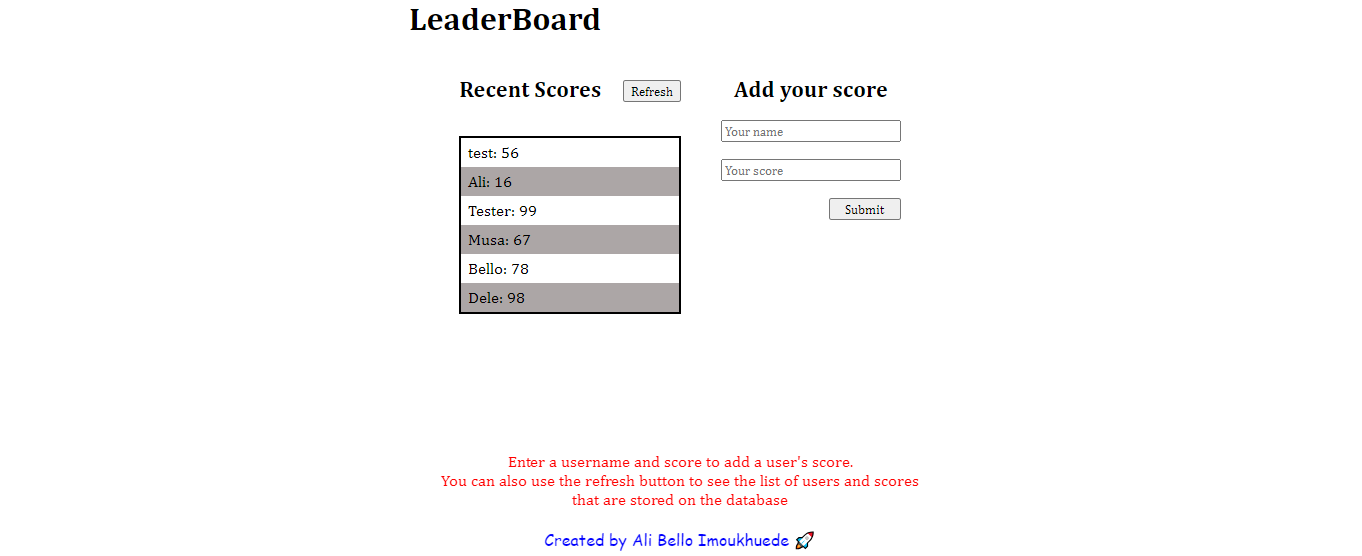 LeaderBoard
Recent Scores
Refresh
test: 56
Ali: 16
Tester: 99
Musa: 67
Bello: 78
Dele: 98
Add your score
Your name
Your score
Submit
Enter a username and score to add a user's score.
You can also use the refresh button to see the list of users and scores
that are stored on the database
Created by Ali Bello Imoukhuede 🚀